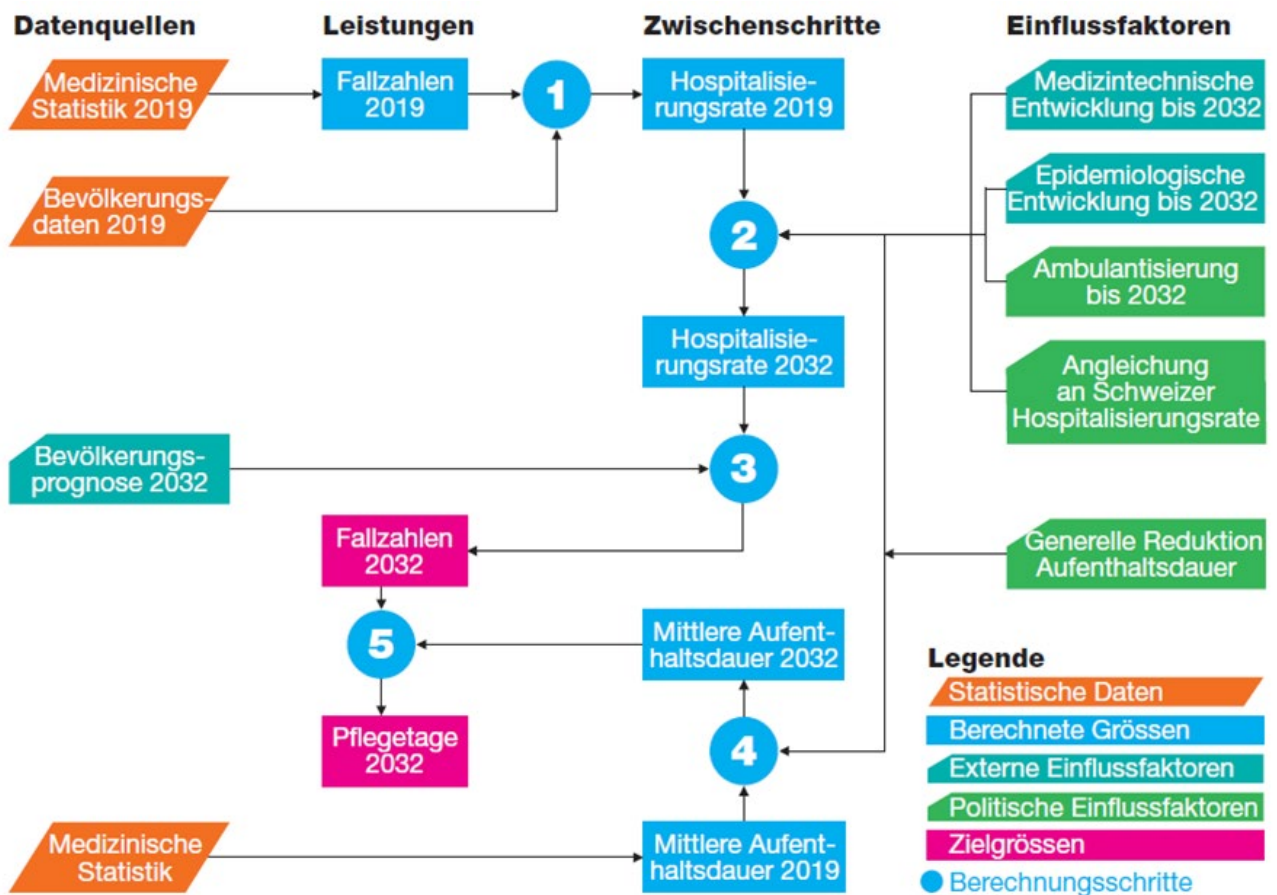 Datenquellen
Leistungen
Zwischenschritte
Einflussfaktoren
Medizinische
Statistik 2019
Fallzahlen
2019
1
Hospitalisie-
rungsrate 2019
Medizintechnische
Entwicklung bis 2032
Bevölkerungs-
daten 2019
2
Epidemiologische
Entwicklung bis 2032
Ambulantisierung
bis 2032
Hospitalisie-
rungsrate 2032
Angleichung
an Schweizer
Hospitalisierungsrate
Bevölkerungs-
prognose 2032
3
Fallzahlen
2032
Generelle Reduktion
Aufenthaltsdauer
5
Mittlere Aufent-
haltsdauer 2032
Pflegetage
2032
4
Medizinische
Statistik
Mittlere Aufent-
haltsdauer 2019
Legende
Statistische Daten
Berechnete Grössen
Externe Einflussfaktoren
Politische Einflussfaktoren
Zielgrössen
Berechnungsschritte